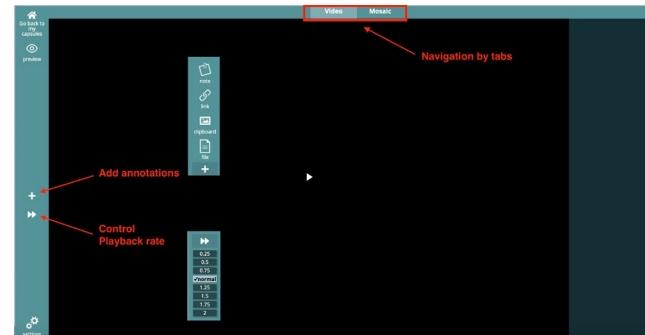 Video Mosaic
Go back to
my
capsules
preview
Navigation by tabs
note
link
clipboard
file
+
Add annotations
+
Control
Playback rate
0.25
0.5
0.75
✓normal
1.25
1.5
1.75
2
settings